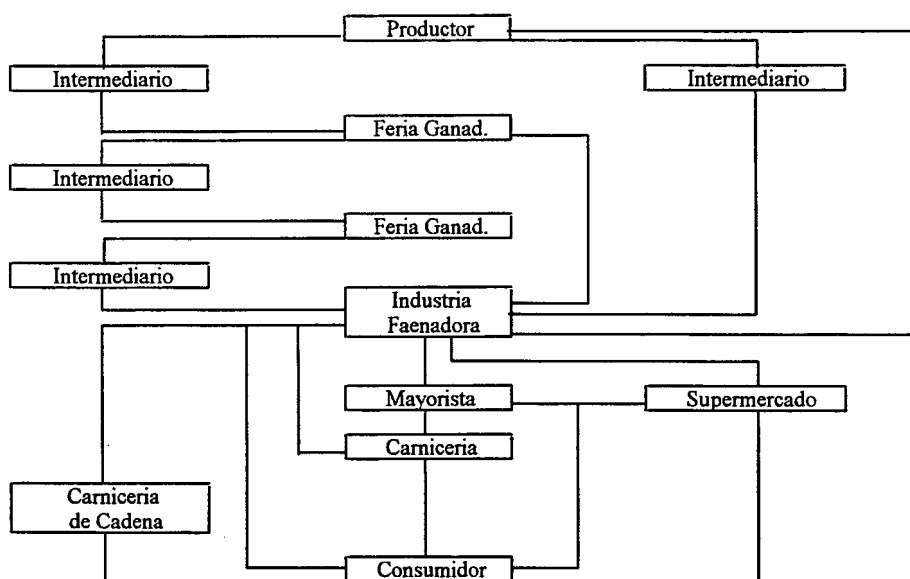 Productor
Intermediario
Intermediario
Feria Ganad.
Intermediario
Feria Ganad.
Intermediario
Industria
Faenadora
Mayorista
Supermercado
Carniceria
Carniceria
de Cadena
Consumidor